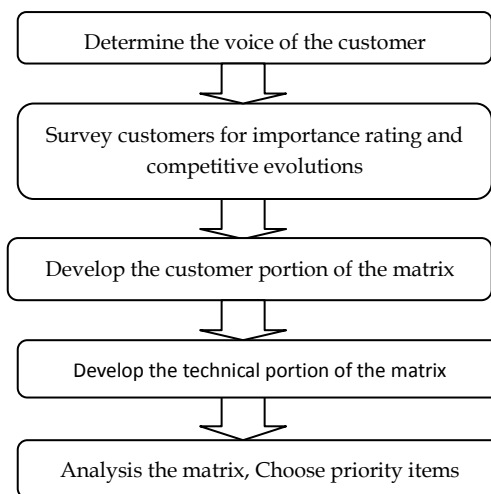 Determine the voice of the customer
Survey customers for importance rating and
competitive evolutions
Develop the customer portion of the matrix
Develop the technical portion of the matrix
Analysis the matrix, Choose priority items